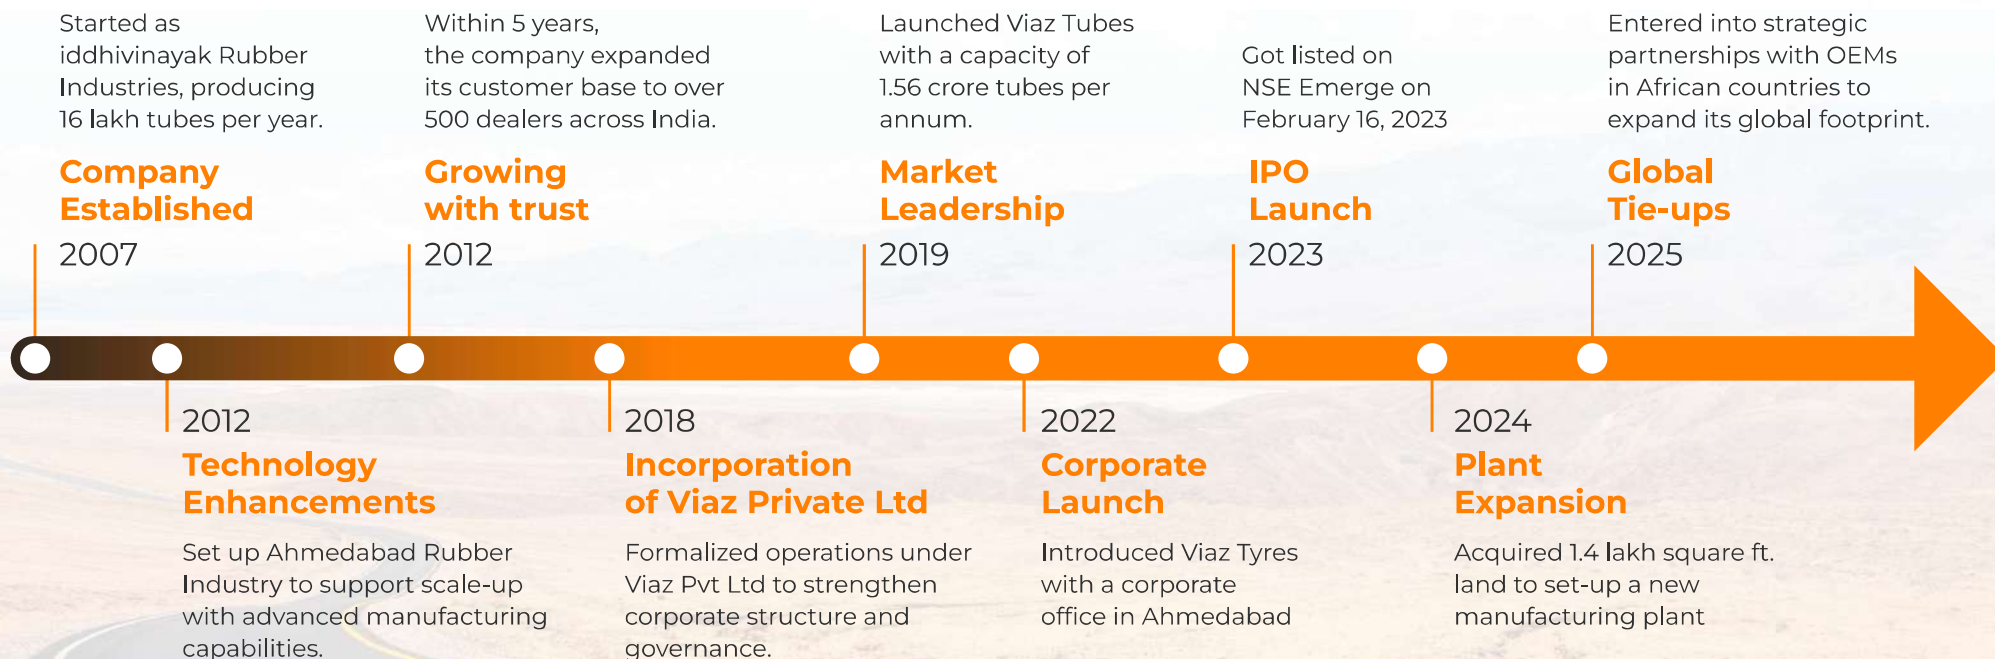 Started as
iddhivinayak Rubber
Industries, producing
16 lakh tubes per year.
Company
Established
2007
2012
Technology
Enhancements
Set up Ahmedabad Rubber
Industry to support scale-up
with advanced manufacturing
capabilities.
Within 5 years,
the company expanded
its customer base to over
500 dealers across India.
Growing
with trust
2012
2018
Incorporation
of Viaz Private Ltd
Formalized operations under
Viaz Pvt Ltd to strengthen
corporate structure and
governance.
Launched Viaz Tubes
with a capacity of
1.56 crore tubes per
annum.
Market
Leadership
2019
2022
Corporate
Launch
Introduced Viaz Tyres
with a corporate
office in Ahmedabad
Got listed on
NSE Emerge on
February 16, 2023
IPO
Launch
2023
2024
Plant
Expansion
Acquired 1.4 lakh square ft.
land to set-up a new
manufacturing plant
Entered into strategic
partnerships with OEMs
in African countries to
expand its global footprint.
Global
Tie-ups
2025